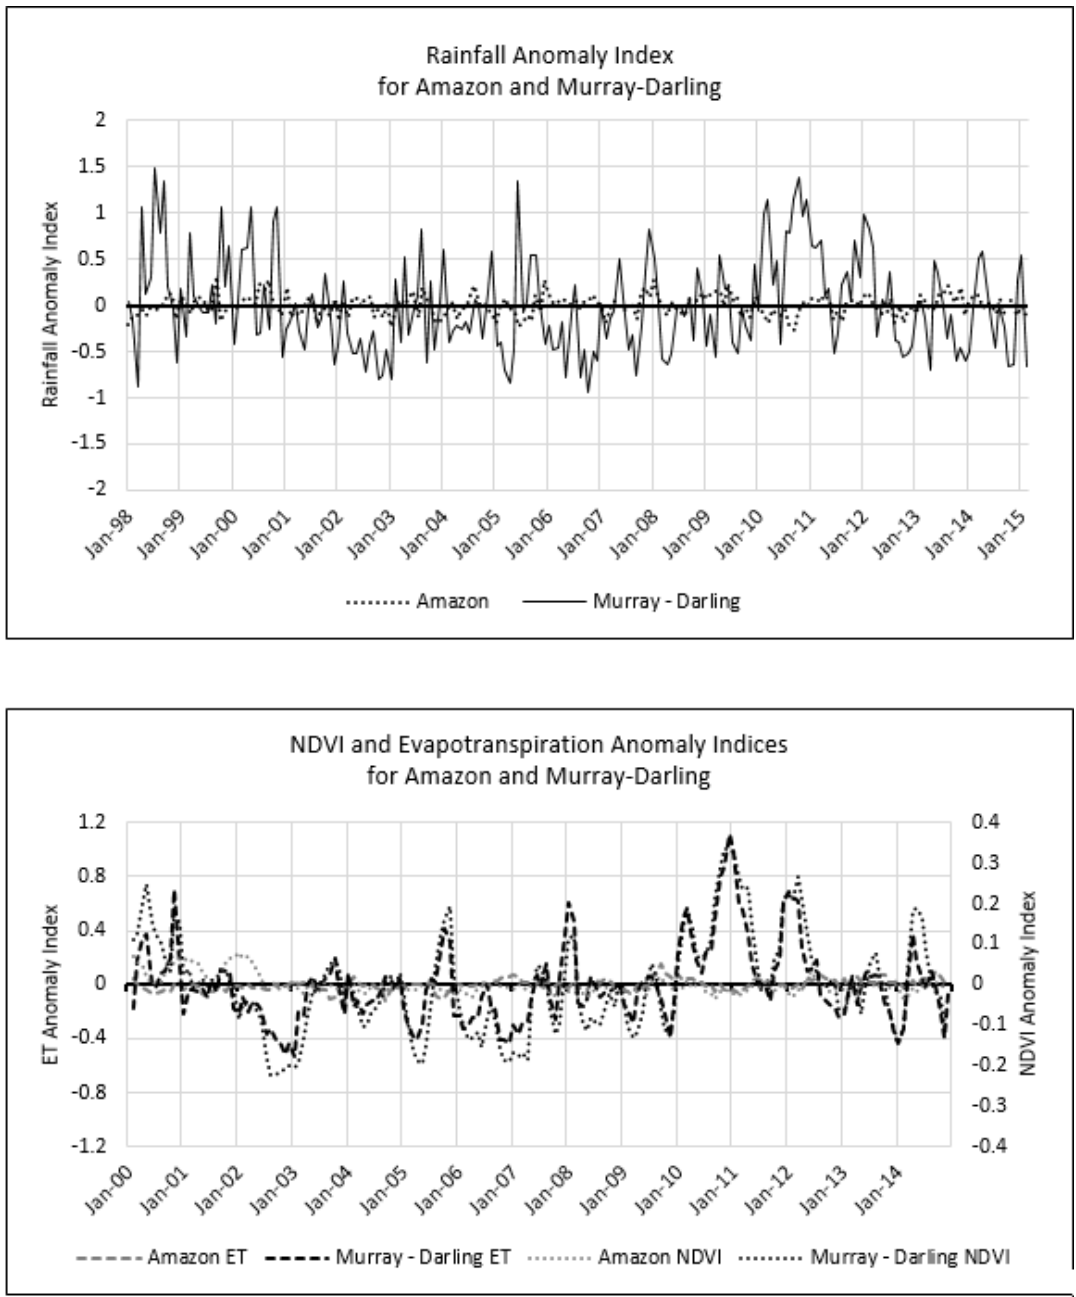 Rainfall Anomaly Index
for Amazon and Murray-Darling
2
1.5
1
0.5
0
-0.5
-1
-1.5
-2
Rainfall Anomaly Index
Jan-98
Jan-99
Jan-00
Jan-01
Jan-02
Jan-03
Jan-04
Jan-05
Jan-06
Jan-07
Jan-08
Jan-09
Jan-10
Jan-11
Jan-12
Jan-13
Jan-14
Jan-15
Amazon Murray - Darling
NDVI and Evapotranspiration Anomaly Indices
for Amazon and Murray-Darling
1.2
0.8
0.4
0
-0.4
-0.8
-1.2
ET Anomaly Index
0.4
0.3
0.2
0.1
0
-0.1
-0.2
-0.3
-0.4
NDVI Anomaly Index
Jan-00
Jan-01
Jan-02
Jan-03
Jan-04
Jan-05
Jan-06
Jan-07
Jan-08
Jan-09
Jan-10
Jan-11
Jan-12
Jan-13
Jan-14
Amazon ET Murray - Darling ET Amazon NDVI Murray - Darling NDVI